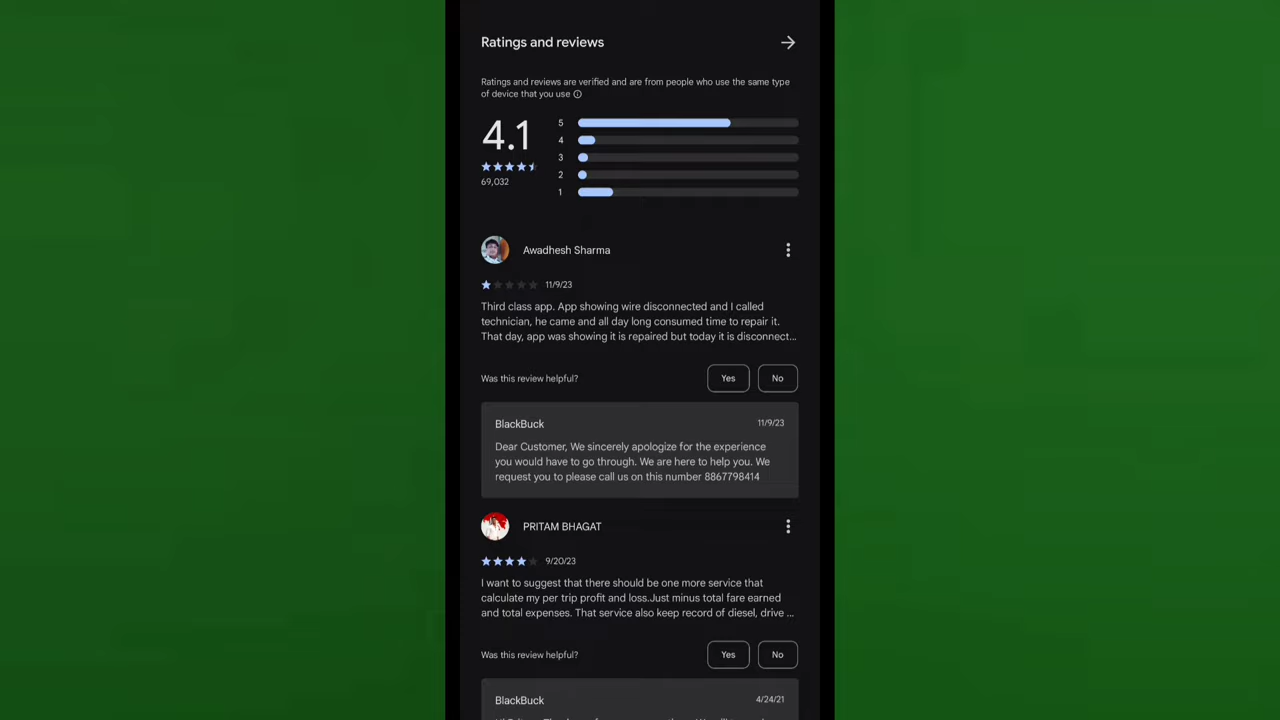 Ratings and reviews
Ratings and reviews are verified and are from people who use the same type
of device that you use
4.1
69,032
5
4
3
2
1
Awadhesh Sharma
11/9/23
Third class app. App showing wire disconnected and I called
technician, he came and all day long consumed time to repair it.
That day, app was showing it is repaired but today it is disconnect...
Was this review helpful?
Yes
No
BlackBuck
11/9/23
Dear Customer, We sincerely apologize for the experience
you would have to go through. We are here to help you. We
request you to please call us on this number 8867798414
PRITAM BHAGAT
9/20/23
I want to suggest that there should be one more service that
calculate my per trip profit and loss.Just minus total fare earned
and total expenses. That service also keep record of diesel, drive ...
Was this review helpful?
Yes
No
BlackBuck
4/24/21